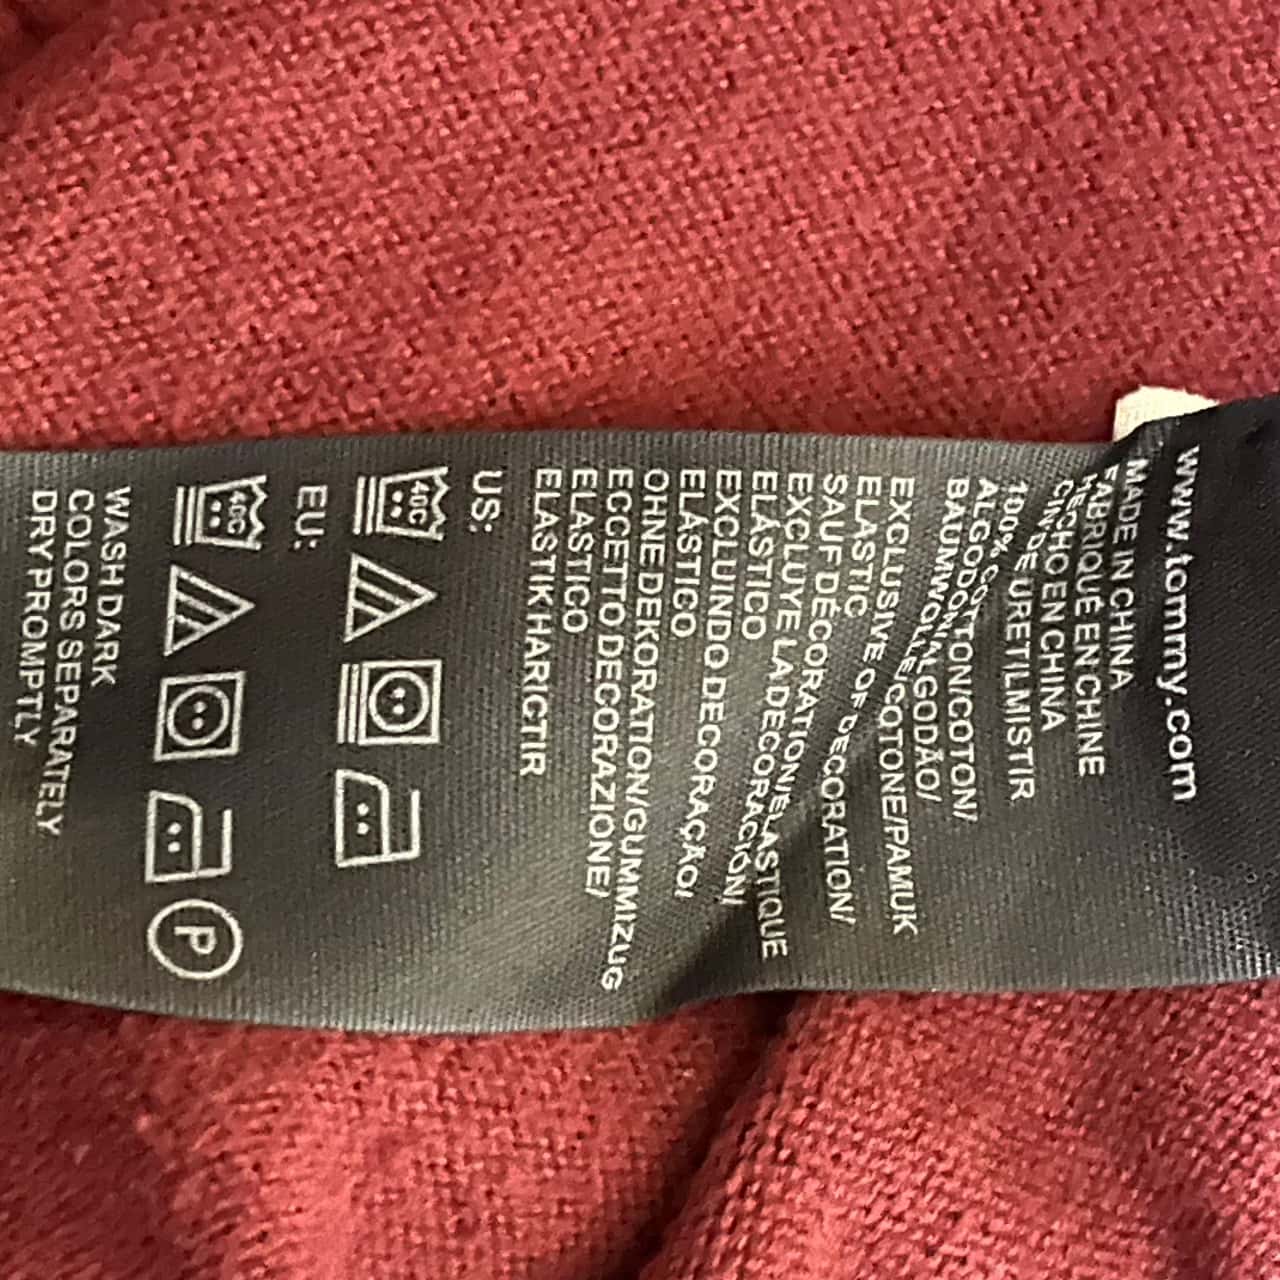 www.tommy.com
MADE IN CHINA
FABRIQUÉ EN CHINE
HECHO EN CHINA
ÇIN'DE ÜRETILMISTIR
100% COTTON/COTON/
ALGODÓN/ALGODÃO/
BAUMWOLLE/COTONE/PAMUK
EXCLUSIVE OF DECORATION/
ELASTIC
SAUF DÉCORATION/ÉLASTIQUE
EXCLUYE LA DECORACIÓN/
ELÁSTICO
EXCLUINDO DECORAÇÃO/
ELÁSTICO
OHNE DEKORATION/GUMMIZUG
ECCETTO DECORAZIONE/
ELASTICO
ELASTIK HARICTIR
US:
40C
EU:
40C
P
WASH DARK
COLORS SEPARATELY
DRY PROMPTLY